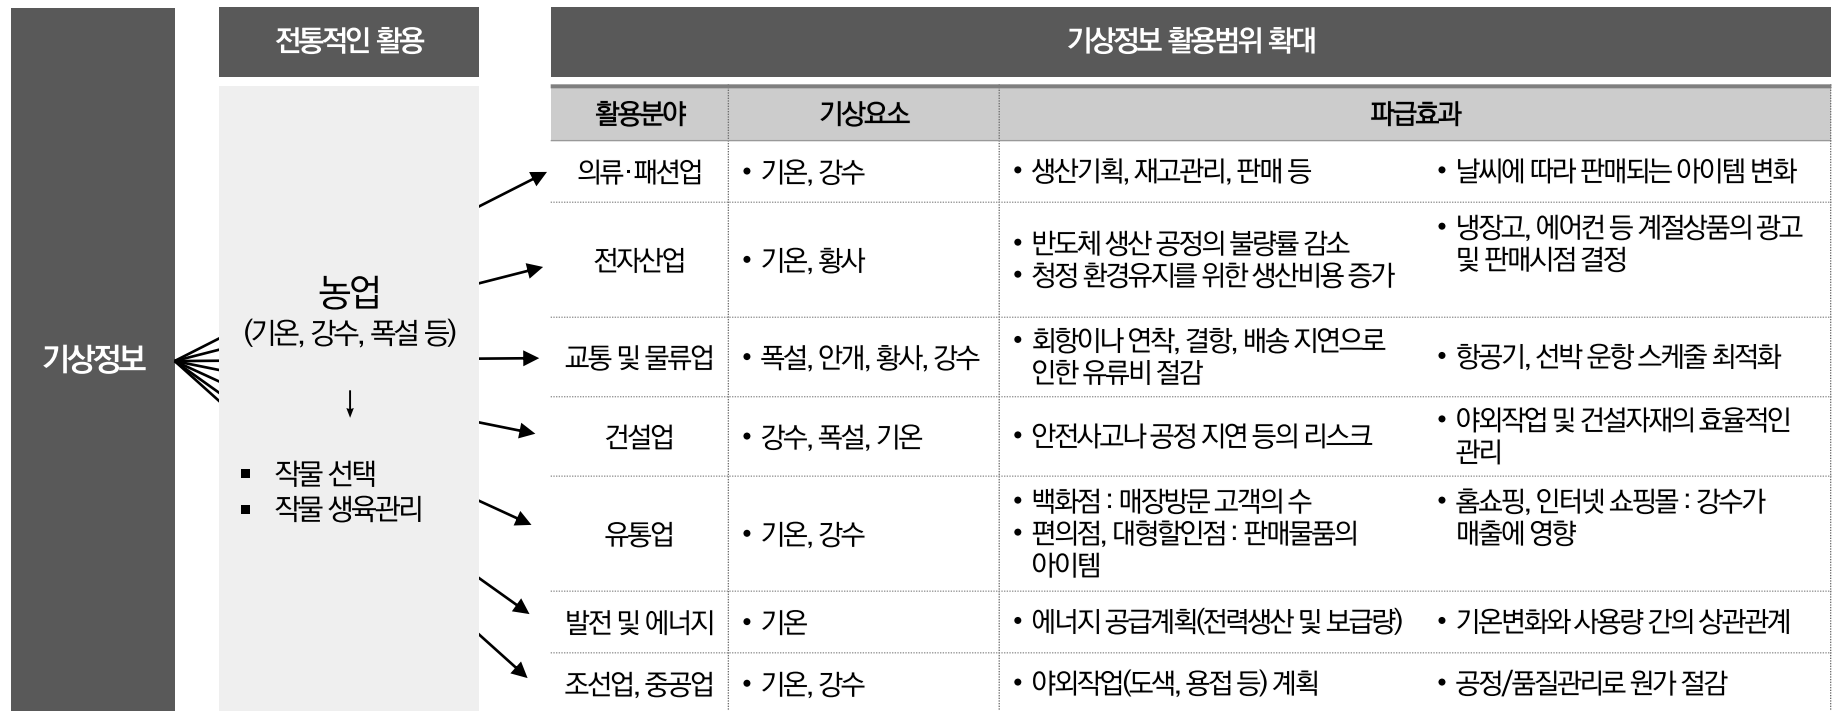 기상정보
전통적인 활용
농업
(기온, 강수, 폭설 등)
↓
▪ 작물 선택
▪ 작물 생육관리
기상정보 활용범위 확대
활용분야
기상요소
파급효과
의류·패션업
• 기온, 강수
• 생산기획, 재고관리, 판매 등
• 날씨에 따라 판매되는 아이템 변화
전자산업
• 기온, 황사
• 반도체 생산 공정의 불량률 감소
• 청정 환경유지를 위한 생산비용 증가
• 냉장고, 에어컨 등 계절상품의 광고
및 판매시점 결정
교통 및 물류업
• 폭설, 안개, 황사, 강수
• 회항이나 연착, 결항, 배송 지연으로
인한 유류비 절감
• 항공기, 선박 운항 스케줄 최적화
건설업
• 강수, 폭설, 기온
• 안전사고나 공정 지연 등의 리스크
• 야외작업 및 건설자재의 효율적인
관리
유통업
• 기온, 강수
• 백화점 : 매장방문 고객의 수
• 편의점, 대형할인점 : 판매물품의
아이템
• 홈쇼핑, 인터넷 쇼핑몰 : 강수가
매출에 영향
발전 및 에너지
• 기온
• 에너지 공급계획(전력생산 및 보급량)
• 기온변화와 사용량 간의 상관관계
조선업, 중공업
• 기온, 강수
• 야외작업(도색, 용접 등) 계획
• 공정/품질관리로 원가 절감